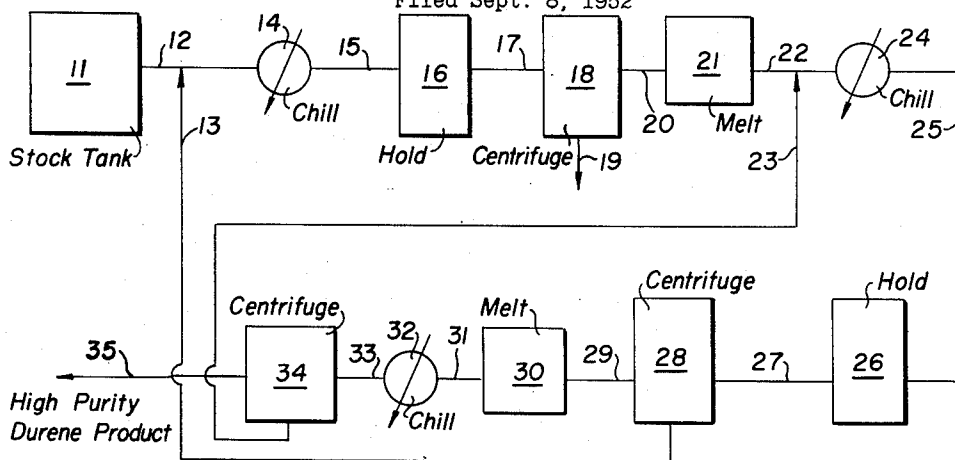 Filed Sept. 8, 1952
11
Stock Tank
12
13
14
Chill
15
16
Hold
17
18
Centrifuge
19
20
21
Melt
22
23
24
Chill
25
35
High Purity
Durene Product
Centrifuge
34
33
32
Chill
31
Melt
30
29
Centrifuge
28
27
Hold
26